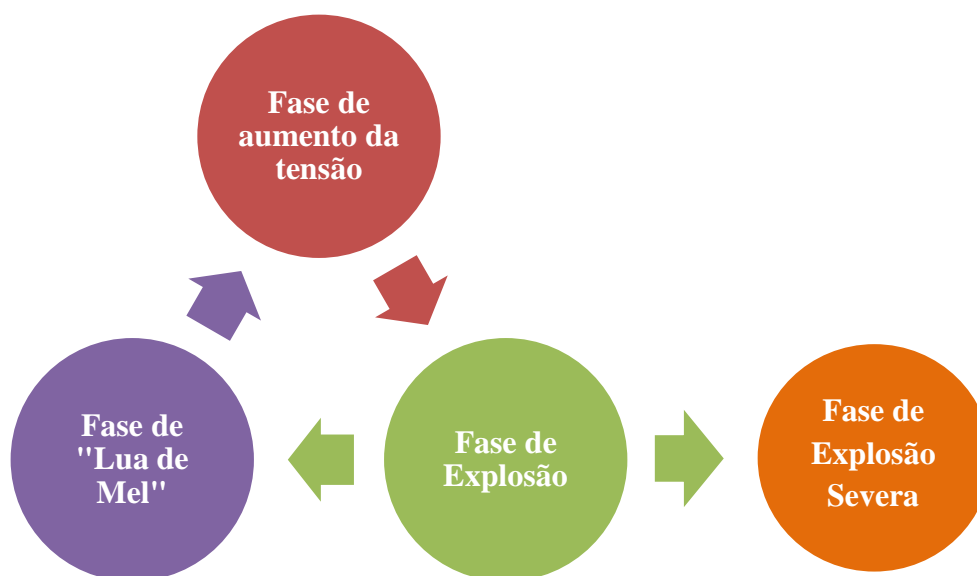 Fase de
aumento da
tensão
Fase de
"Lua de
Mel"
Fase de
Explosão
Fase de
Explosão
Severa